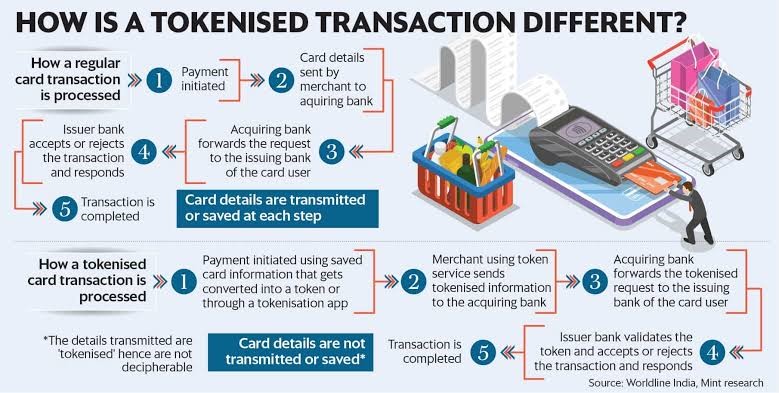 HOW IS A TOKENISED TRANSACTION DIFFERENT?
How a regular
card transaction
is processed
1
Payment
initiated
2
Card details
sent by
merchant to
aquiring bank
3
Acquiring bank
forwards the request
to the issuing bank
of the card user
4
Issuer bank
accepts or rejects
the transaction
and responds
5
Transaction is
completed
Card details are transmitted
or saved at each step
How a tokenised
card transaction is
processed
1
Payment initiated using saved
card information that gets
converted into a token or
through a tokenisation app
2
Merchant using token
service sends
tokenised information
to the acquiring bank
3
Acquiring bank
forwards the tokenised
request to the issuing
bank of the card user
4
Issuer bank validates the
token and accepts or rejects
the transaction and responds
5
Transaction is
completed
Card details are not
transmitted or saved*
*The details transmitted are
'tokenised' hence are not
decipherable
Source: Worldline India, Mint research